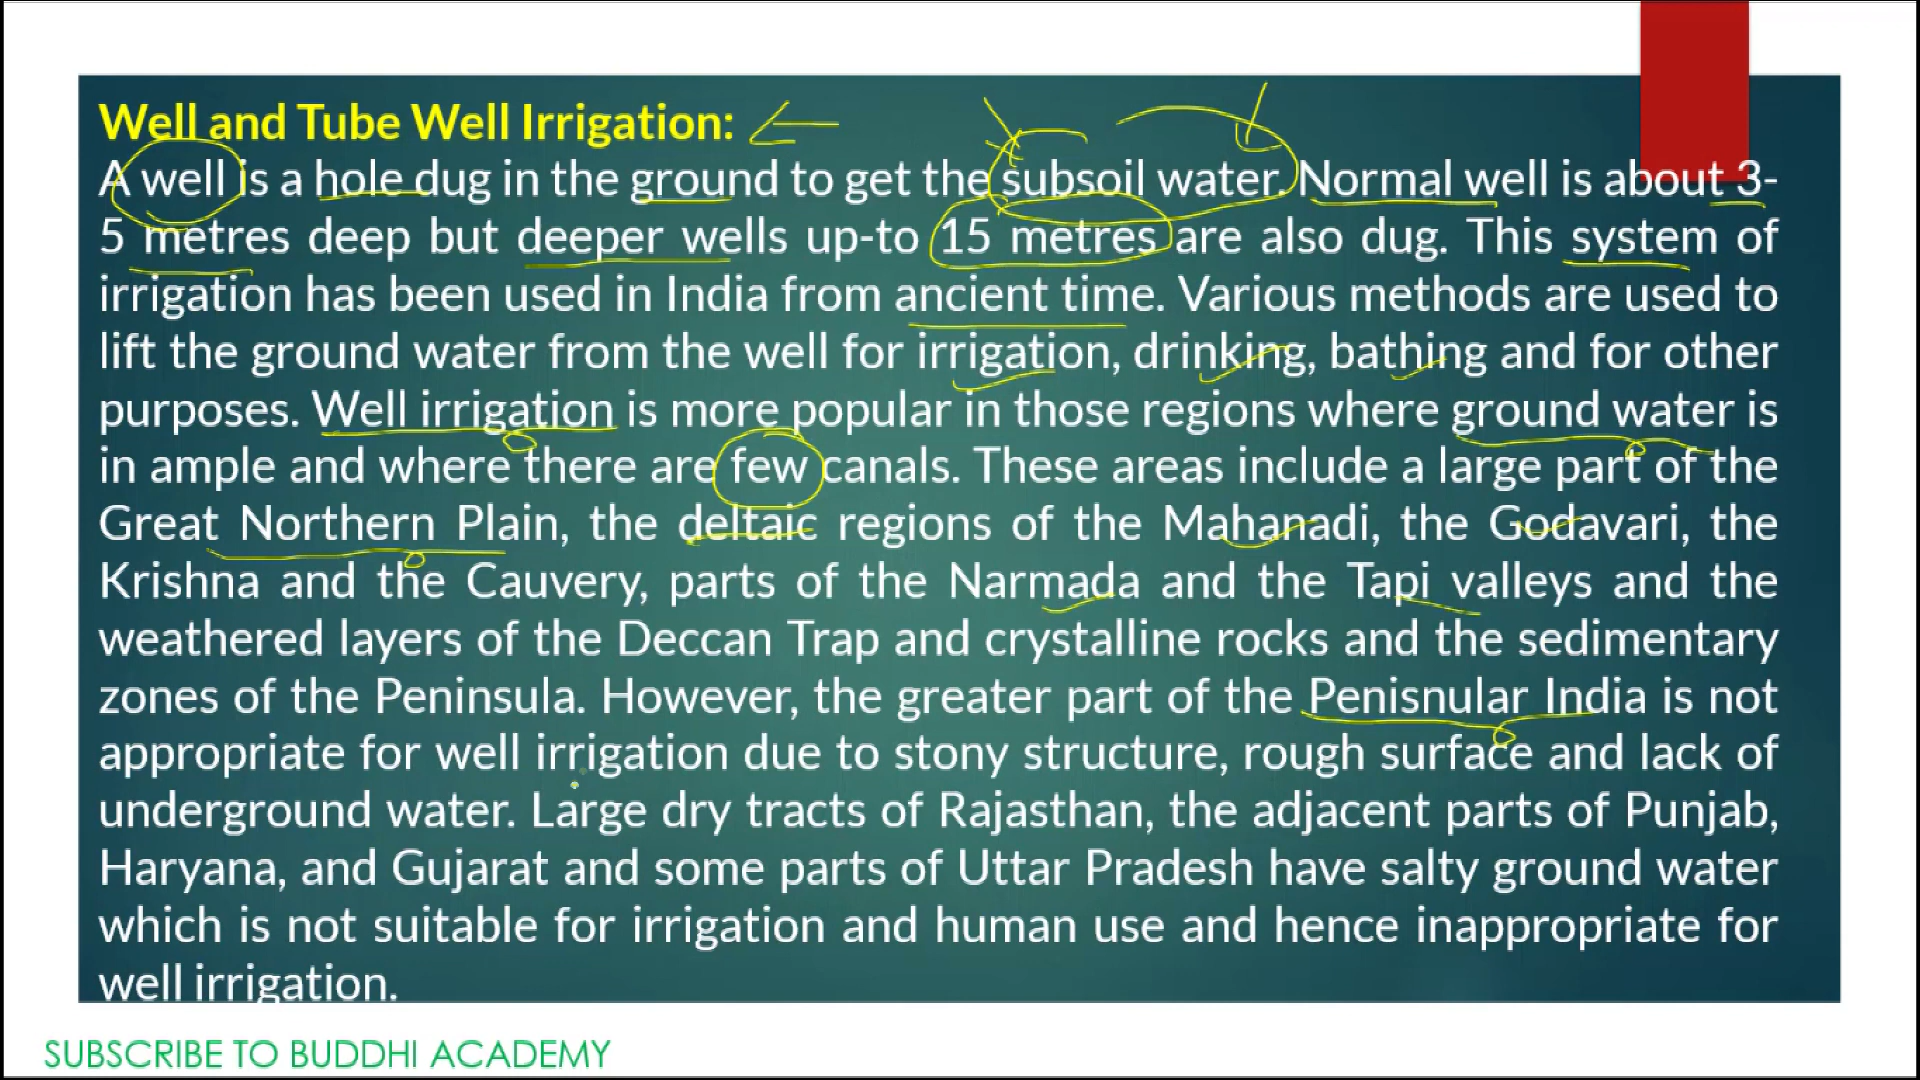 Well and Tube Well Irrigation:
A well is a hole dug in the ground to get the subsoil water. Normal well is about 3-
5 metres deep but deeper wells up-to 15 metres are also dug. This system of
irrigation has been used in India from ancient time. Various methods are used to
lift the ground water from the well for irrigation, drinking, bathing and for other
purposes. Well irrigation is more popular in those regions where ground water is
in ample and where there are few canals. These areas include a large part of the
Great Northern Plain, the deltaic regions of the Mahanadi, the Godavari, the
Krishna and the Cauvery, parts of the Narmada and the Tapi valleys and the
weathered layers of the Deccan Trap and crystalline rocks and the sedimentary
zones of the Peninsula. However, the greater part of the Penisnular India is not
appropriate for well irrigation due to stony structure, rough surface and lack of
underground water. Large dry tracts of Rajasthan, the adjacent parts of Punjab,
Haryana, and Gujarat and some parts of Uttar Pradesh have salty ground water
which is not suitable for irrigation and human use and hence inappropriate for
well irrigation.
SUBSCRIBE TO BUDDHI ACADEMY